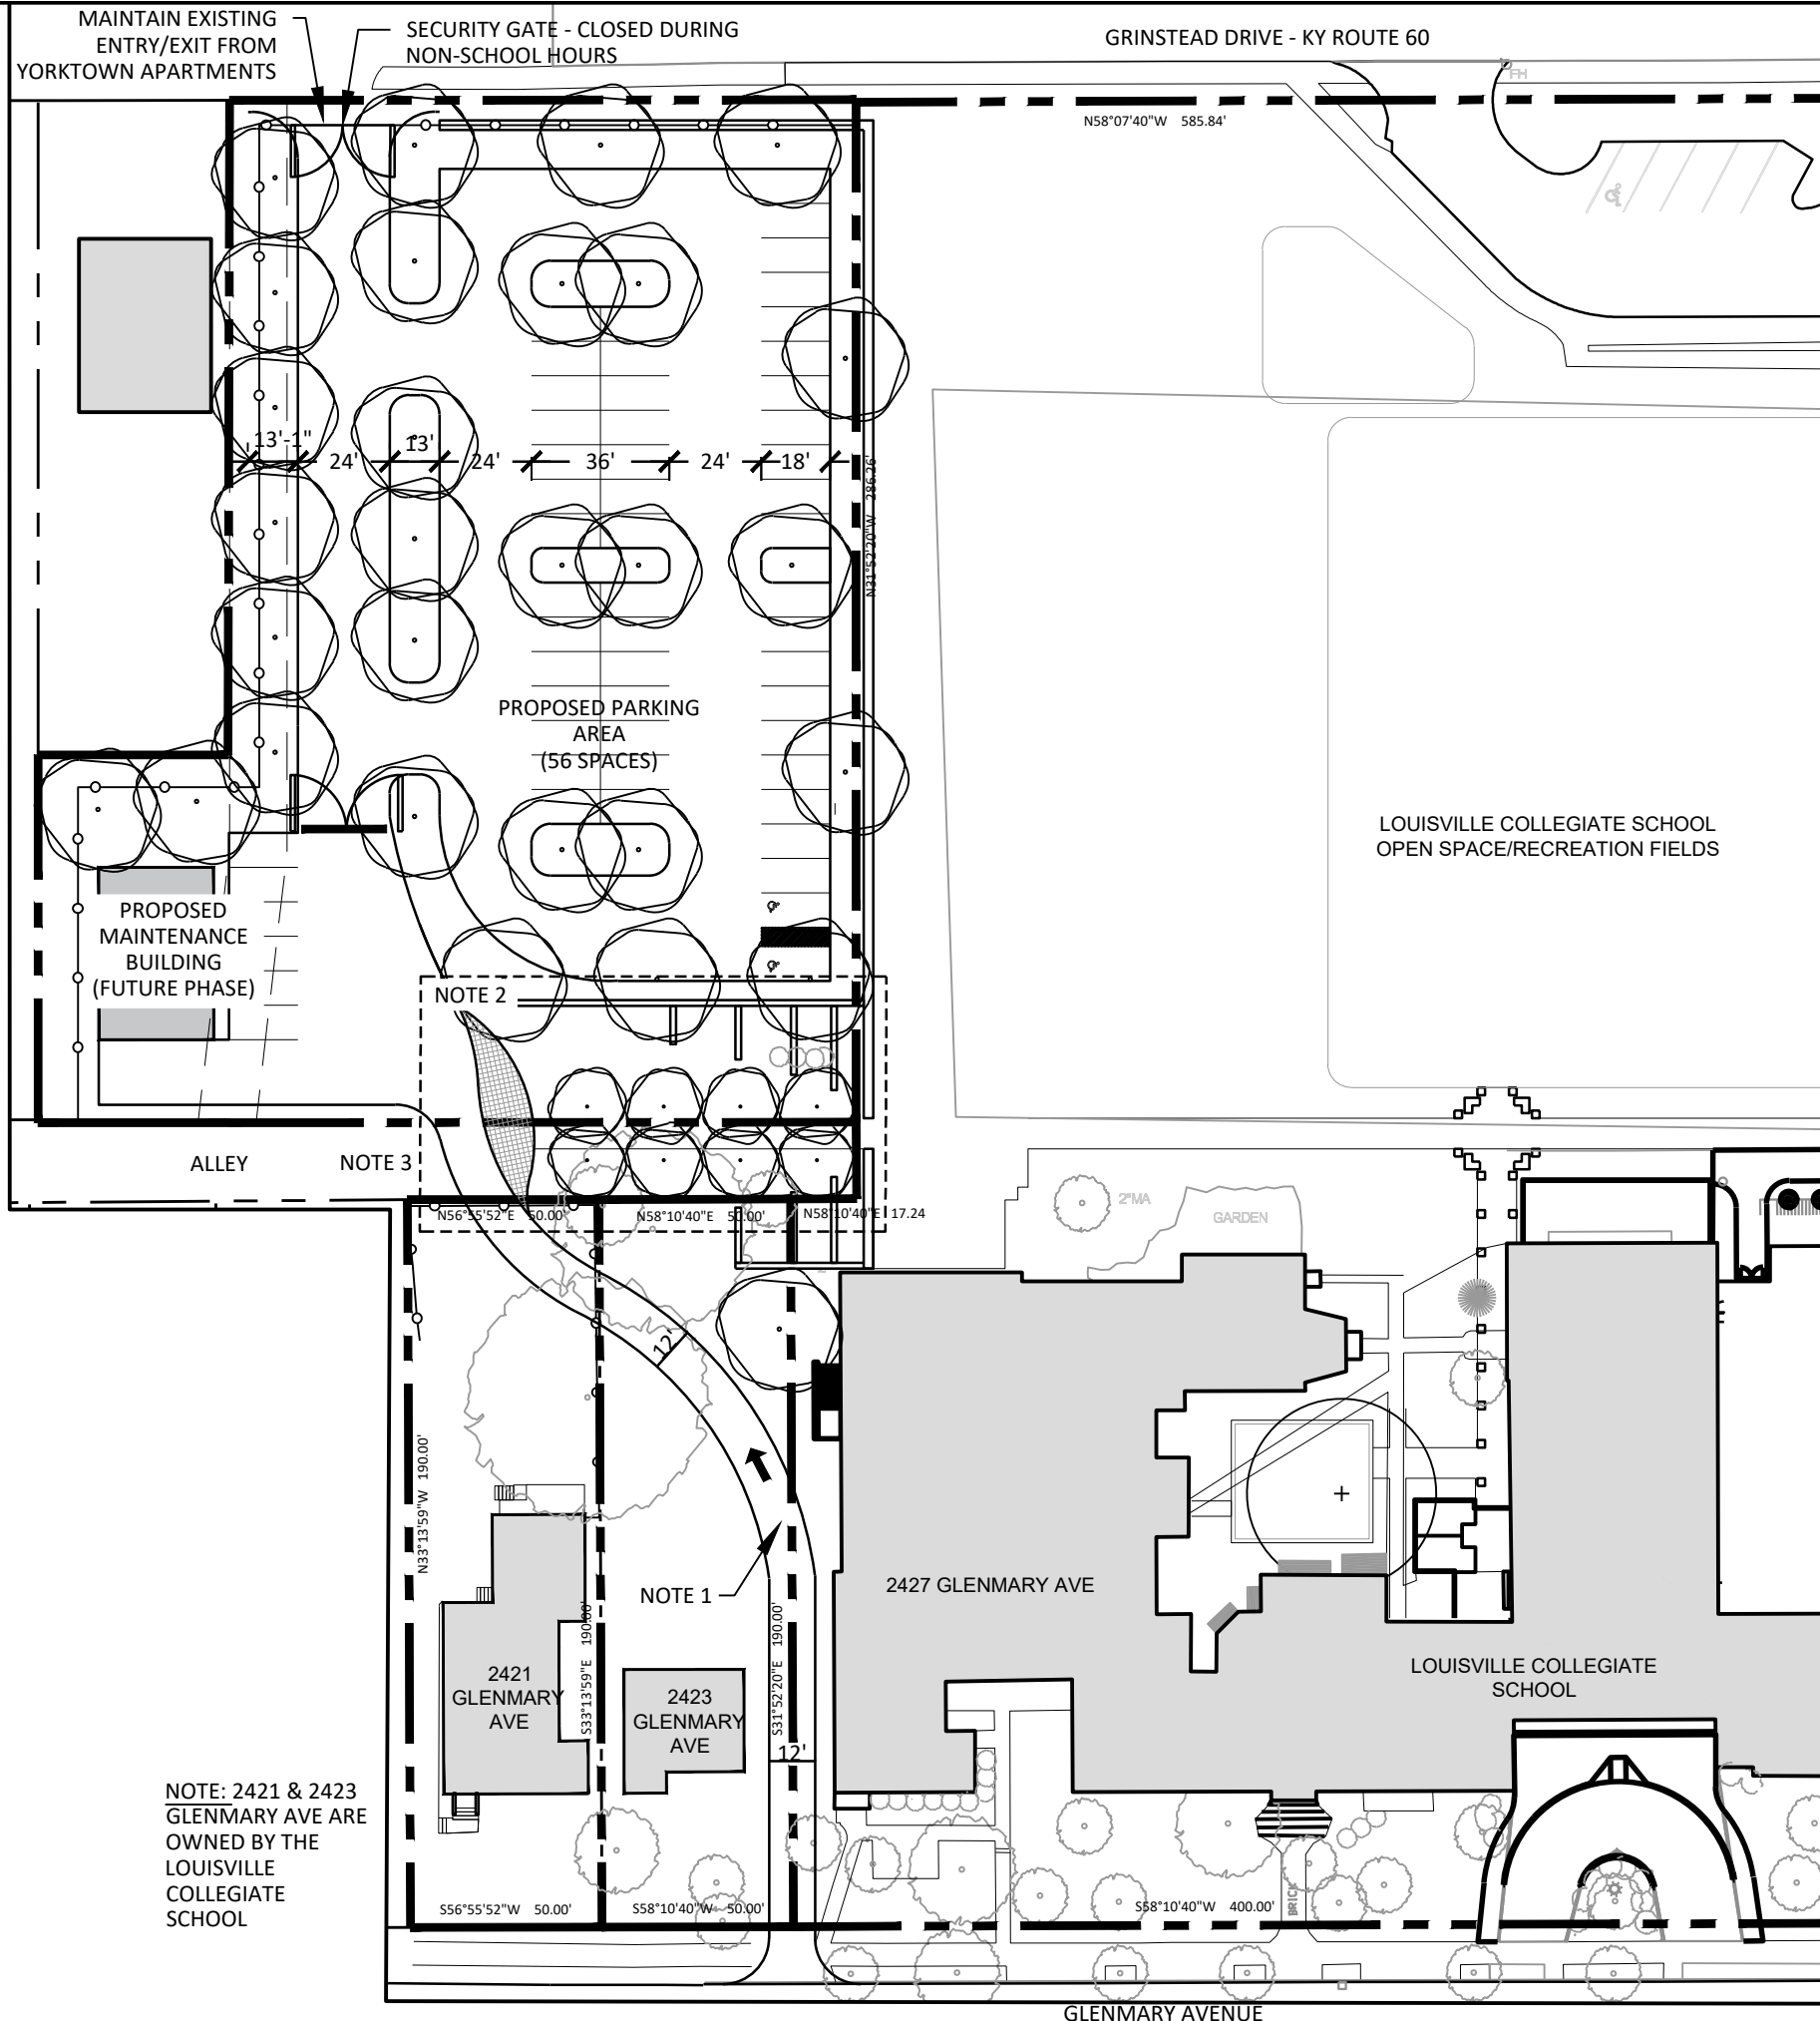 MAINTAIN EXISTING
ENTRY/EXIT FROM
YORKTOWN APARTMENTS
SECURITY GATE - CLOSED DURING
NON-SCHOOL HOURS
GRINSTEAD DRIVE - KY ROUTE 60
FH
N58°07'40"W 585.84'
13'-1"
24'
13'
24'
36'
24'
18'
N31°52'20"W 286.26'
PROPOSED PARKING
AREA
(56 SPACES)
LOUISVILLE COLLEGIATE SCHOOL
OPEN SPACE/RECREATION FIELDS
PROPOSED
MAINTENANCE
BUILDING
(FUTURE PHASE)
NOTE 2
ALLEY
NOTE 3
N56°55'52"E 50.00'
N58°10'40"E 50.00'
N58°10'40"E 17.24
2"MA
GARDEN
12'
N33°13'59"W 190.00'
NOTE 1
2427 GLENMARY AVE
S33°13'59"E 190.00'
S31°52'20"E 190.00'
2421
GLENMARY
AVE
2423
GLENMARY
AVE
LOUISVILLE COLLEGIATE
SCHOOL
12'
NOTE: 2421 & 2423
GLENMARY AVE ARE
OWNED BY THE
LOUISVILLE
COLLEGIATE
SCHOOL
S56°55'52"W 50.00'
S58°10'40"W 50.00'
S58°10'40"W 400.00'
BRICK
GLENMARY AVENUE